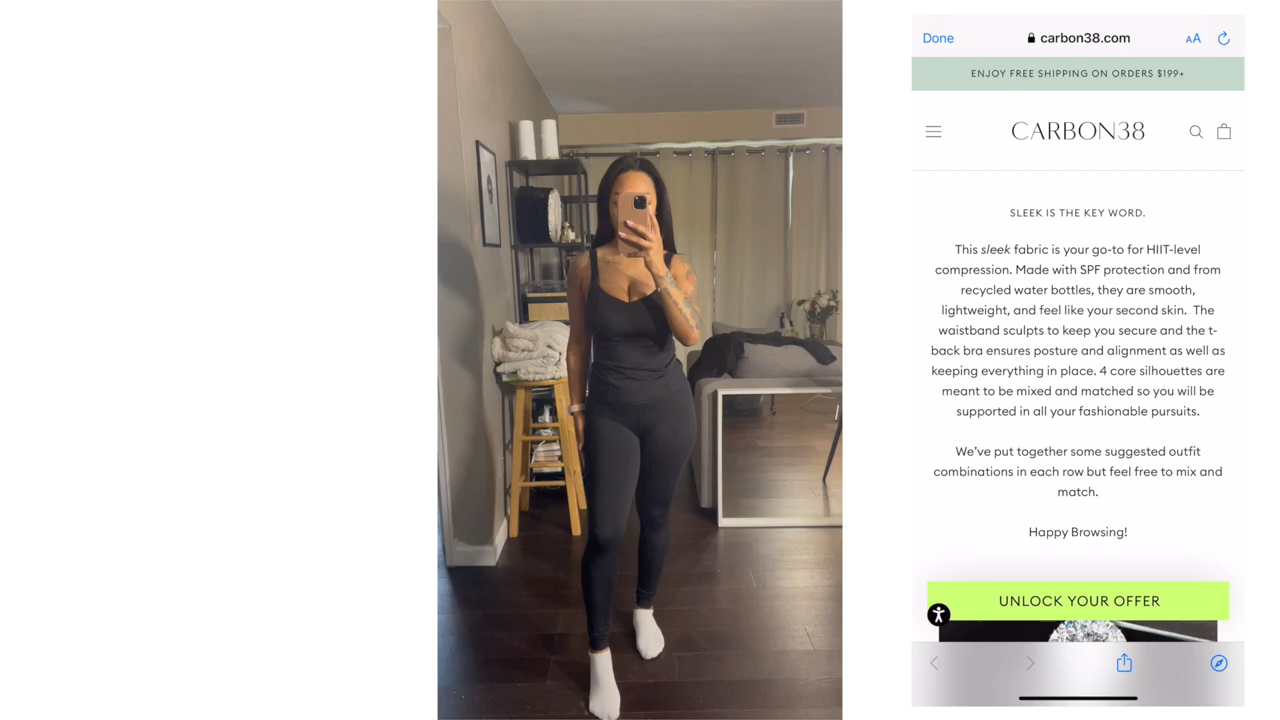 Done
carbon38.com
AA
ENJOY FREE SHIPPING ON ORDERS $199+
CARBON38
SLEEK IS THE KEY WORD.
This sleek fabric is your go-to for HIIT-level
compression. Made with SPF protection and from
recycled water bottles, they are smooth,
lightweight, and feel like your second skin. The
waistband sculpts to keep you secure and the t-
back bra ensures posture and alignment as well as
keeping everything in place. 4 core silhouettes are
meant to be mixed and matched so you will be
supported in all your fashionable pursuits.
We've put together some suggested outfit
combinations in each row but feel free to mix and
match.
Happy Browsing!
UNLOCK YOUR OFFER